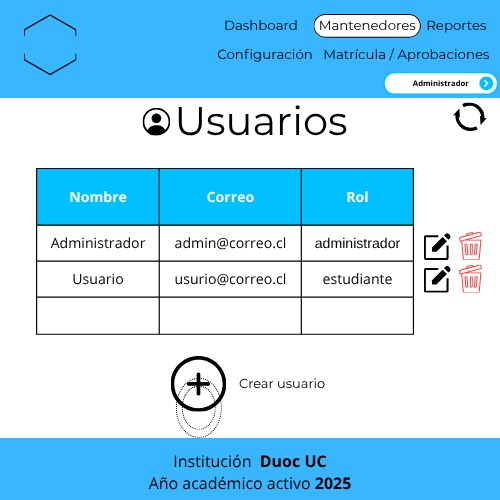 Dashboard Mantenedores Reportes
Configuración Matrícula / Aprobaciones
Administrador
Usuarios
Nombre Correo Rol
Administrador admin@correo.cl administrador
Usuario usurio@correo.cl estudiante
Crear usuario
Institución Duoc UC
Año académico activo 2025